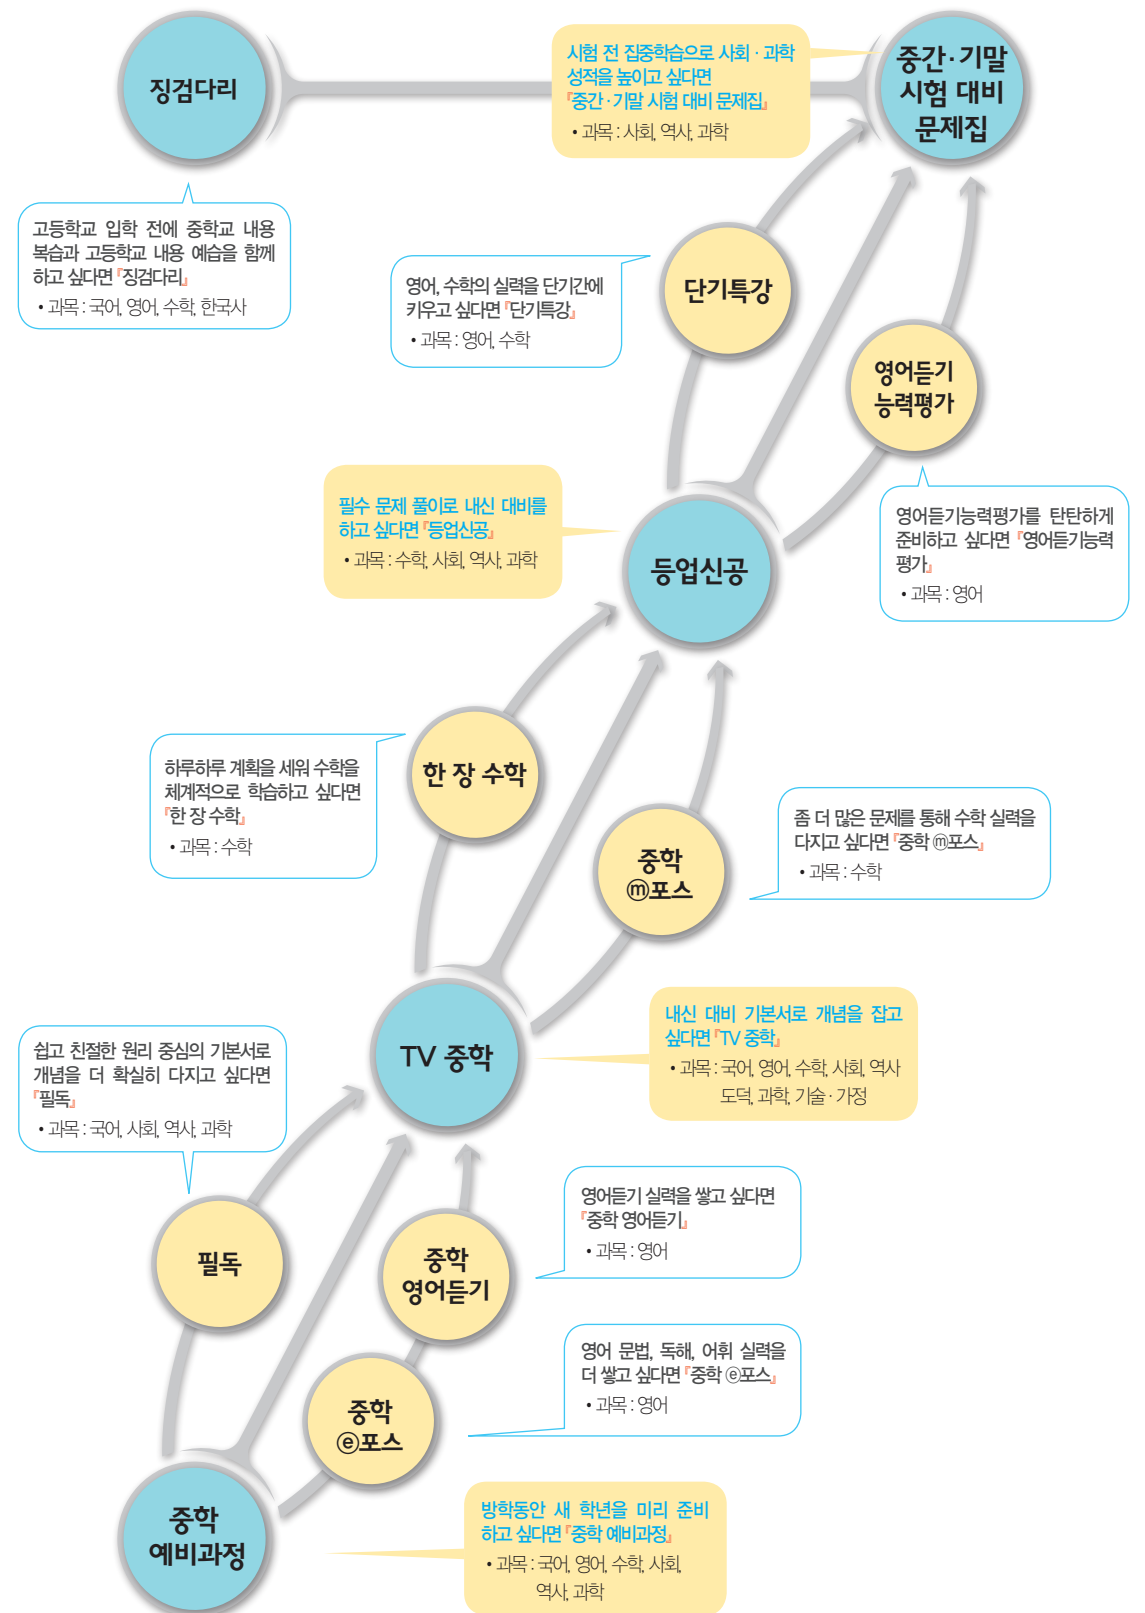 징검다리
시험 전 집중학습으로 사회·과학
성적을 높이고 싶다면
『중간·기말 시험 대비 문제집』
• 과목 : 사회, 역사, 과학
중간·기말
시험 대비
문제집
고등학교 입학 전에 중학교 내용
복습과 고등학교 내용 예습을 함께
하고 싶다면 『징검다리』
• 과목 : 국어, 영어, 수학, 한국사
영어, 수학의 실력을 단기간에
키우고 싶다면 『단기특강』
• 과목 : 영어, 수학
단기특강
영어듣기
능력평가
영어듣기능력평가를 탄탄하게
준비하고 싶다면 『영어듣기능력
평가』
• 과목 : 영어
필수 문제 풀이로 내신 대비를
하고 싶다면 『등업신공』
• 과목 : 수학, 사회, 역사, 과학
등업신공
하루하루 계획을 세워 수학을
체계적으로 학습하고 싶다면
『한 장 수학』
• 과목 : 수학
한 장 수학
중학
ⓜ포스
좀 더 많은 문제를 통해 수학 실력을
다지고 싶다면 『중학 ⓜ포스』
• 과목 : 수학
TV 중학
내신 대비 기본서로 개념을 잡고
싶다면 『TV 중학』
• 과목 : 국어, 영어, 수학, 사회, 역사
도덕, 과학, 기술·가정
쉽고 친절한 원리 중심의 기본서로
개념을 더 확실히 다지고 싶다면
『필독』
• 과목 : 국어, 사회, 역사, 과학
필독
중학
영어듣기
영어듣기 실력을 쌓고 싶다면
『중학 영어듣기』
• 과목 : 영어
중학
ⓔ포스
영어 문법, 독해, 어휘 실력을
더 쌓고 싶다면 『중학 ⓔ포스』
• 과목 : 영어
중학
예비과정
방학동안 새 학년을 미리 준비
하고 싶다면 『중학 예비과정』
• 과목 : 국어, 영어, 수학, 사회,
역사, 과학